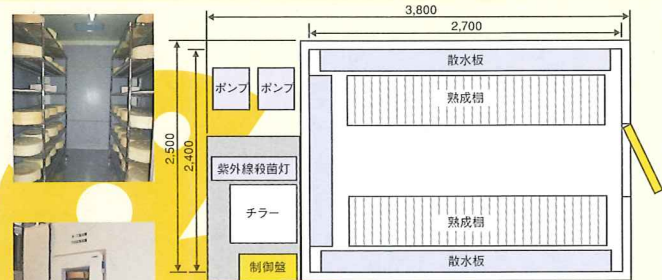 3,800
2,700
散水板
ポンプ
ポンプ
熟成棚
2,500
2,400
紫外線殺菌灯
チラー
熟成棚
制御盤
散水板